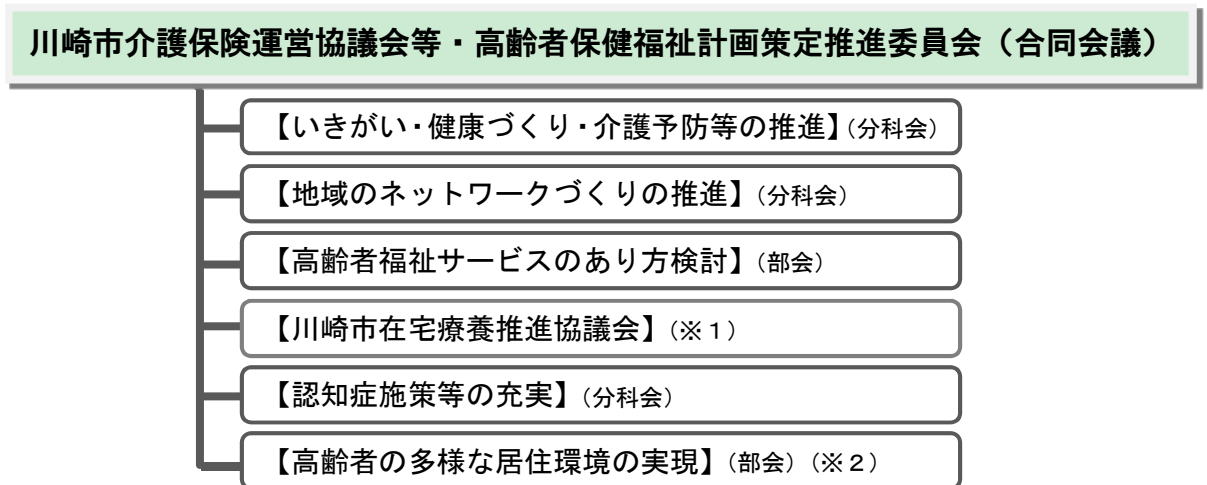 川崎市介護保険運営協議会等・高齢者保健福祉計画策定推進委員会（合同会議）
【いきがい・健康づくり・介護予防等の推進】（分科会）
【地域のネットワークづくりの推進】（分科会）
【高齢者福祉サービスのあり方検討】（部会）
【川崎市在宅療養推進協議会】（※１）
【認知症施策等の充実】（分科会）
【高齢者の多様な居住環境の実現】（部会）（※２）